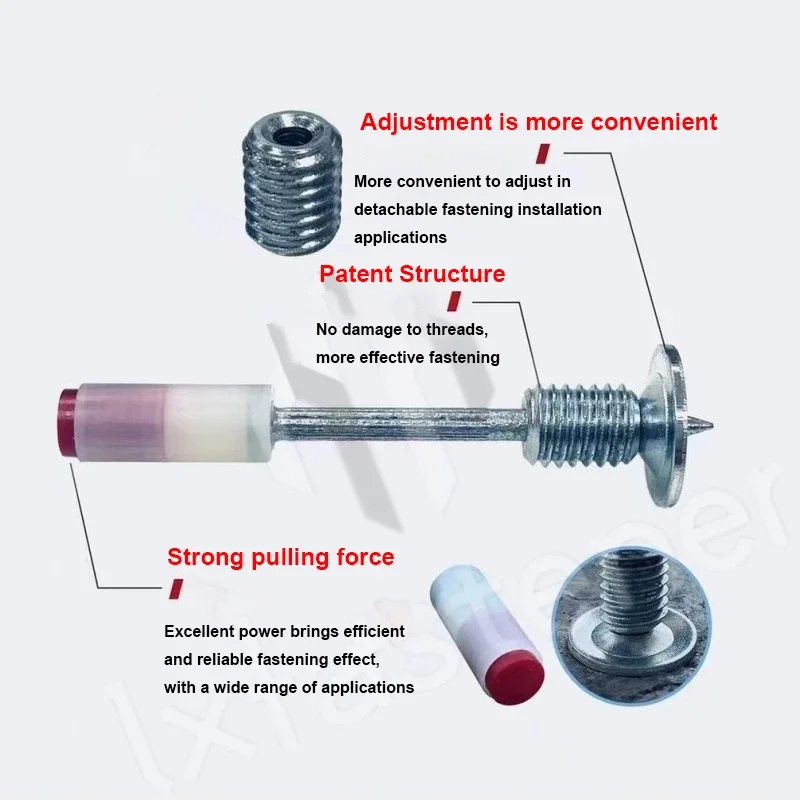 Adjustment is more convenient
More convenient to adjust in
detachable fastening installation
applications
Patent Structure
No damage to threads,
more effective fastening
Strong pulling force
Excellent power brings efficient
and reliable fastening effect,
with a wide range of applications
lxfastener